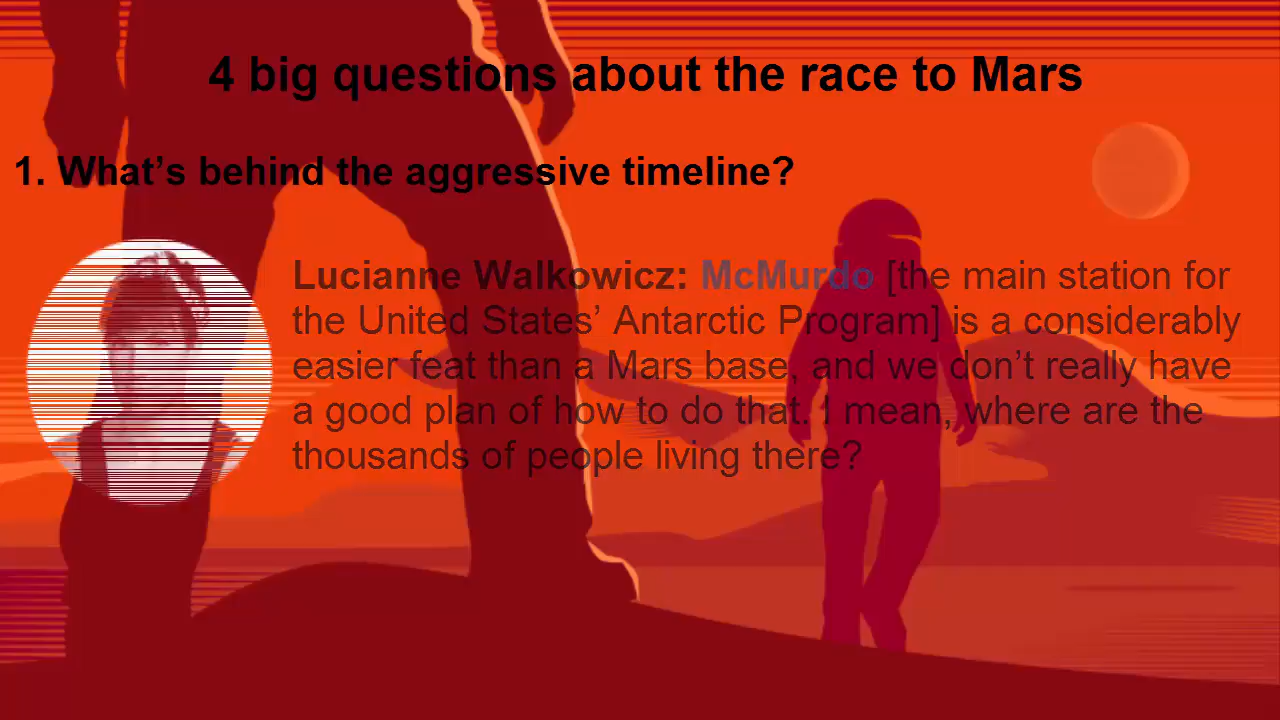 4 big questions about the race to Mars
1. What’s behind the aggressive timeline?
Lucianne Walkowicz: McMurdo [the main station for
the United States’ Antarctic Program] is a considerably
easier feat than a Mars base, and we don’t really have
a good plan of how to do that. I mean, where are the
thousands of people living there?